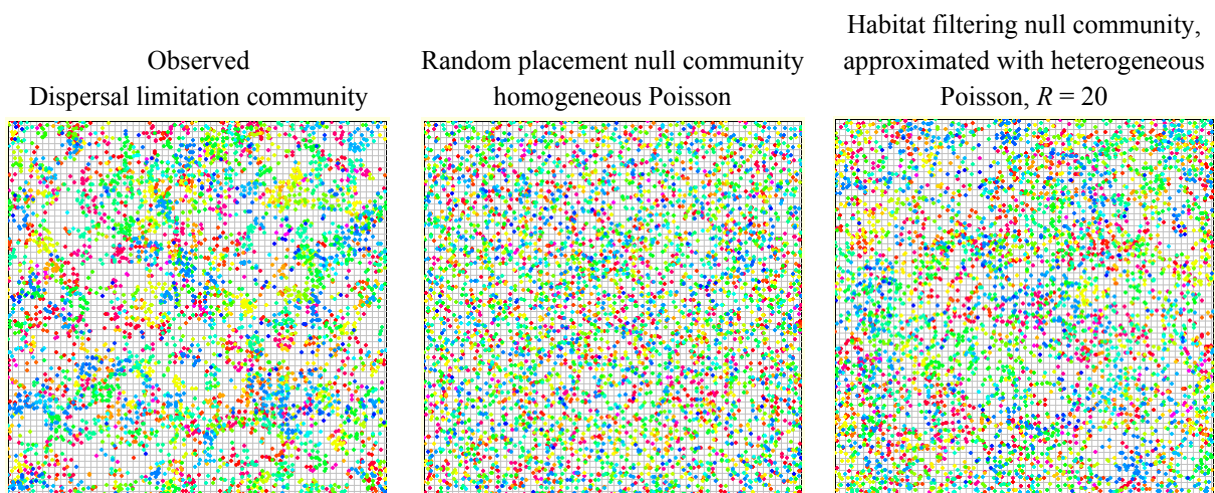 Observed
Dispersal limitation community
Random placement null community
homogeneous Poisson
Habitat filtering null community,
approximated with heterogeneous
Poisson, R = 20